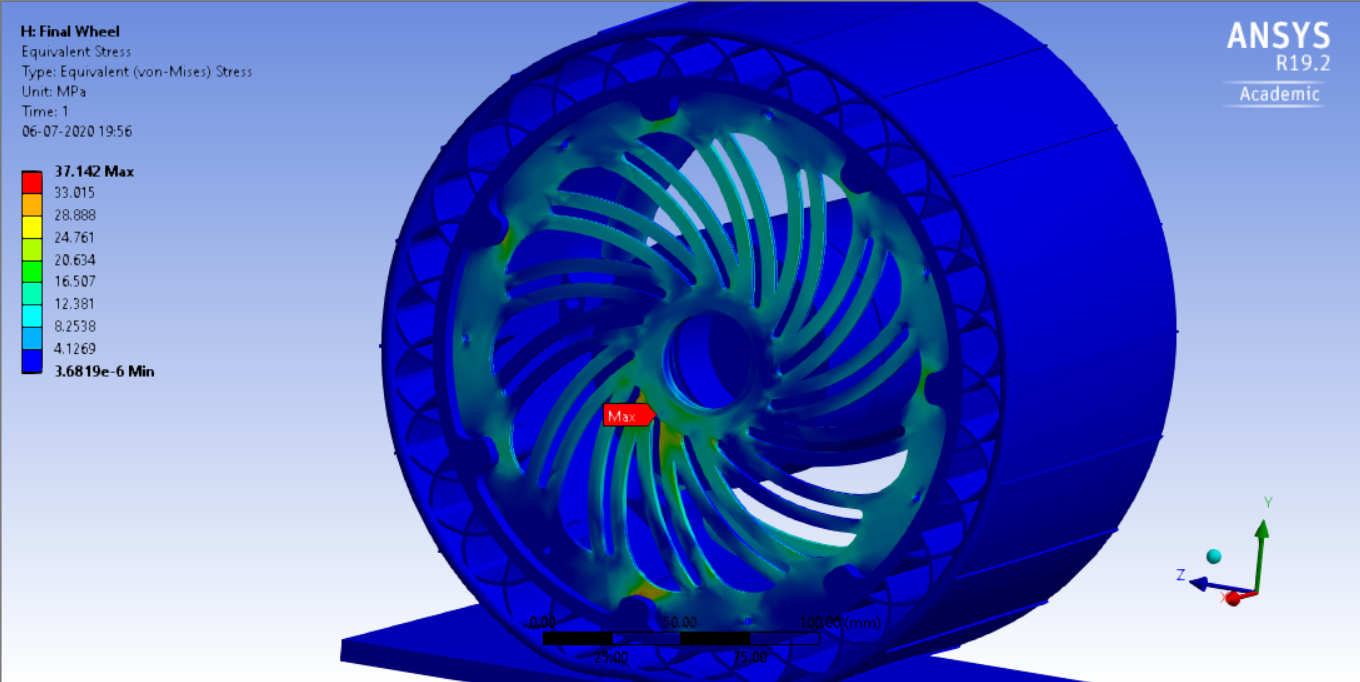 H: Final Wheel
Equivalent Stress
Type: Equivalent (von-Mises) Stress
Unit: MPa
Time: 1
06-07-2020 19:56
37.142 Max
33.015
28.888
24.761
20.634
16.507
12.381
8.2538
4.1269
3.6819e-6 Min
ANSYS
R19.2
Academic
Max
0.00 50.00 100.00 (mm)
25.00 75.00
Y
Z
X